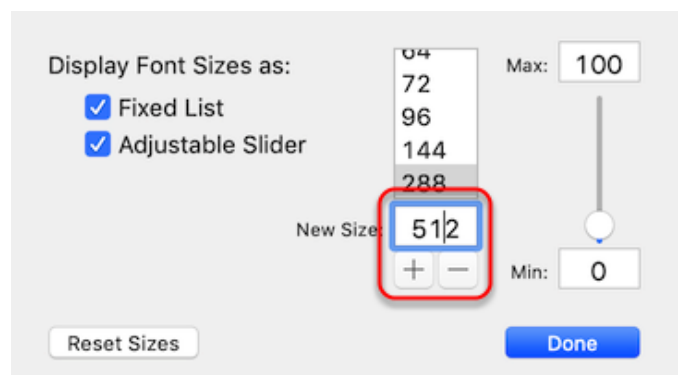 Display Font Sizes as:
Fixed List
Adjustable Slider
64
72
96
144
288
New Size:
512
+ −
Max: 100
Min: 0
Reset Sizes
Done